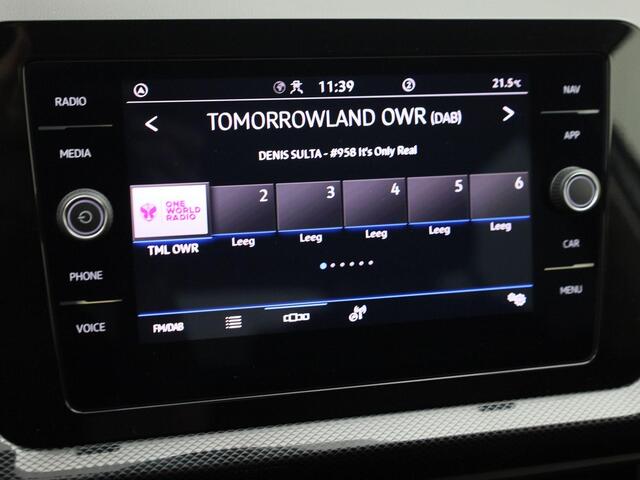 11:39 2 21.5°C
RADIO
NAV
TOMORROWLAND OWR (DAB)
APP
MEDIA
DENIS SULTA - #958 It's Only Real
ONE WORLD RADIO
2 3 4 5 6
TML OWR Leeg Leeg Leeg Leeg Leeg
CAR
PHONE
MENU
VOICE
FM/DAB